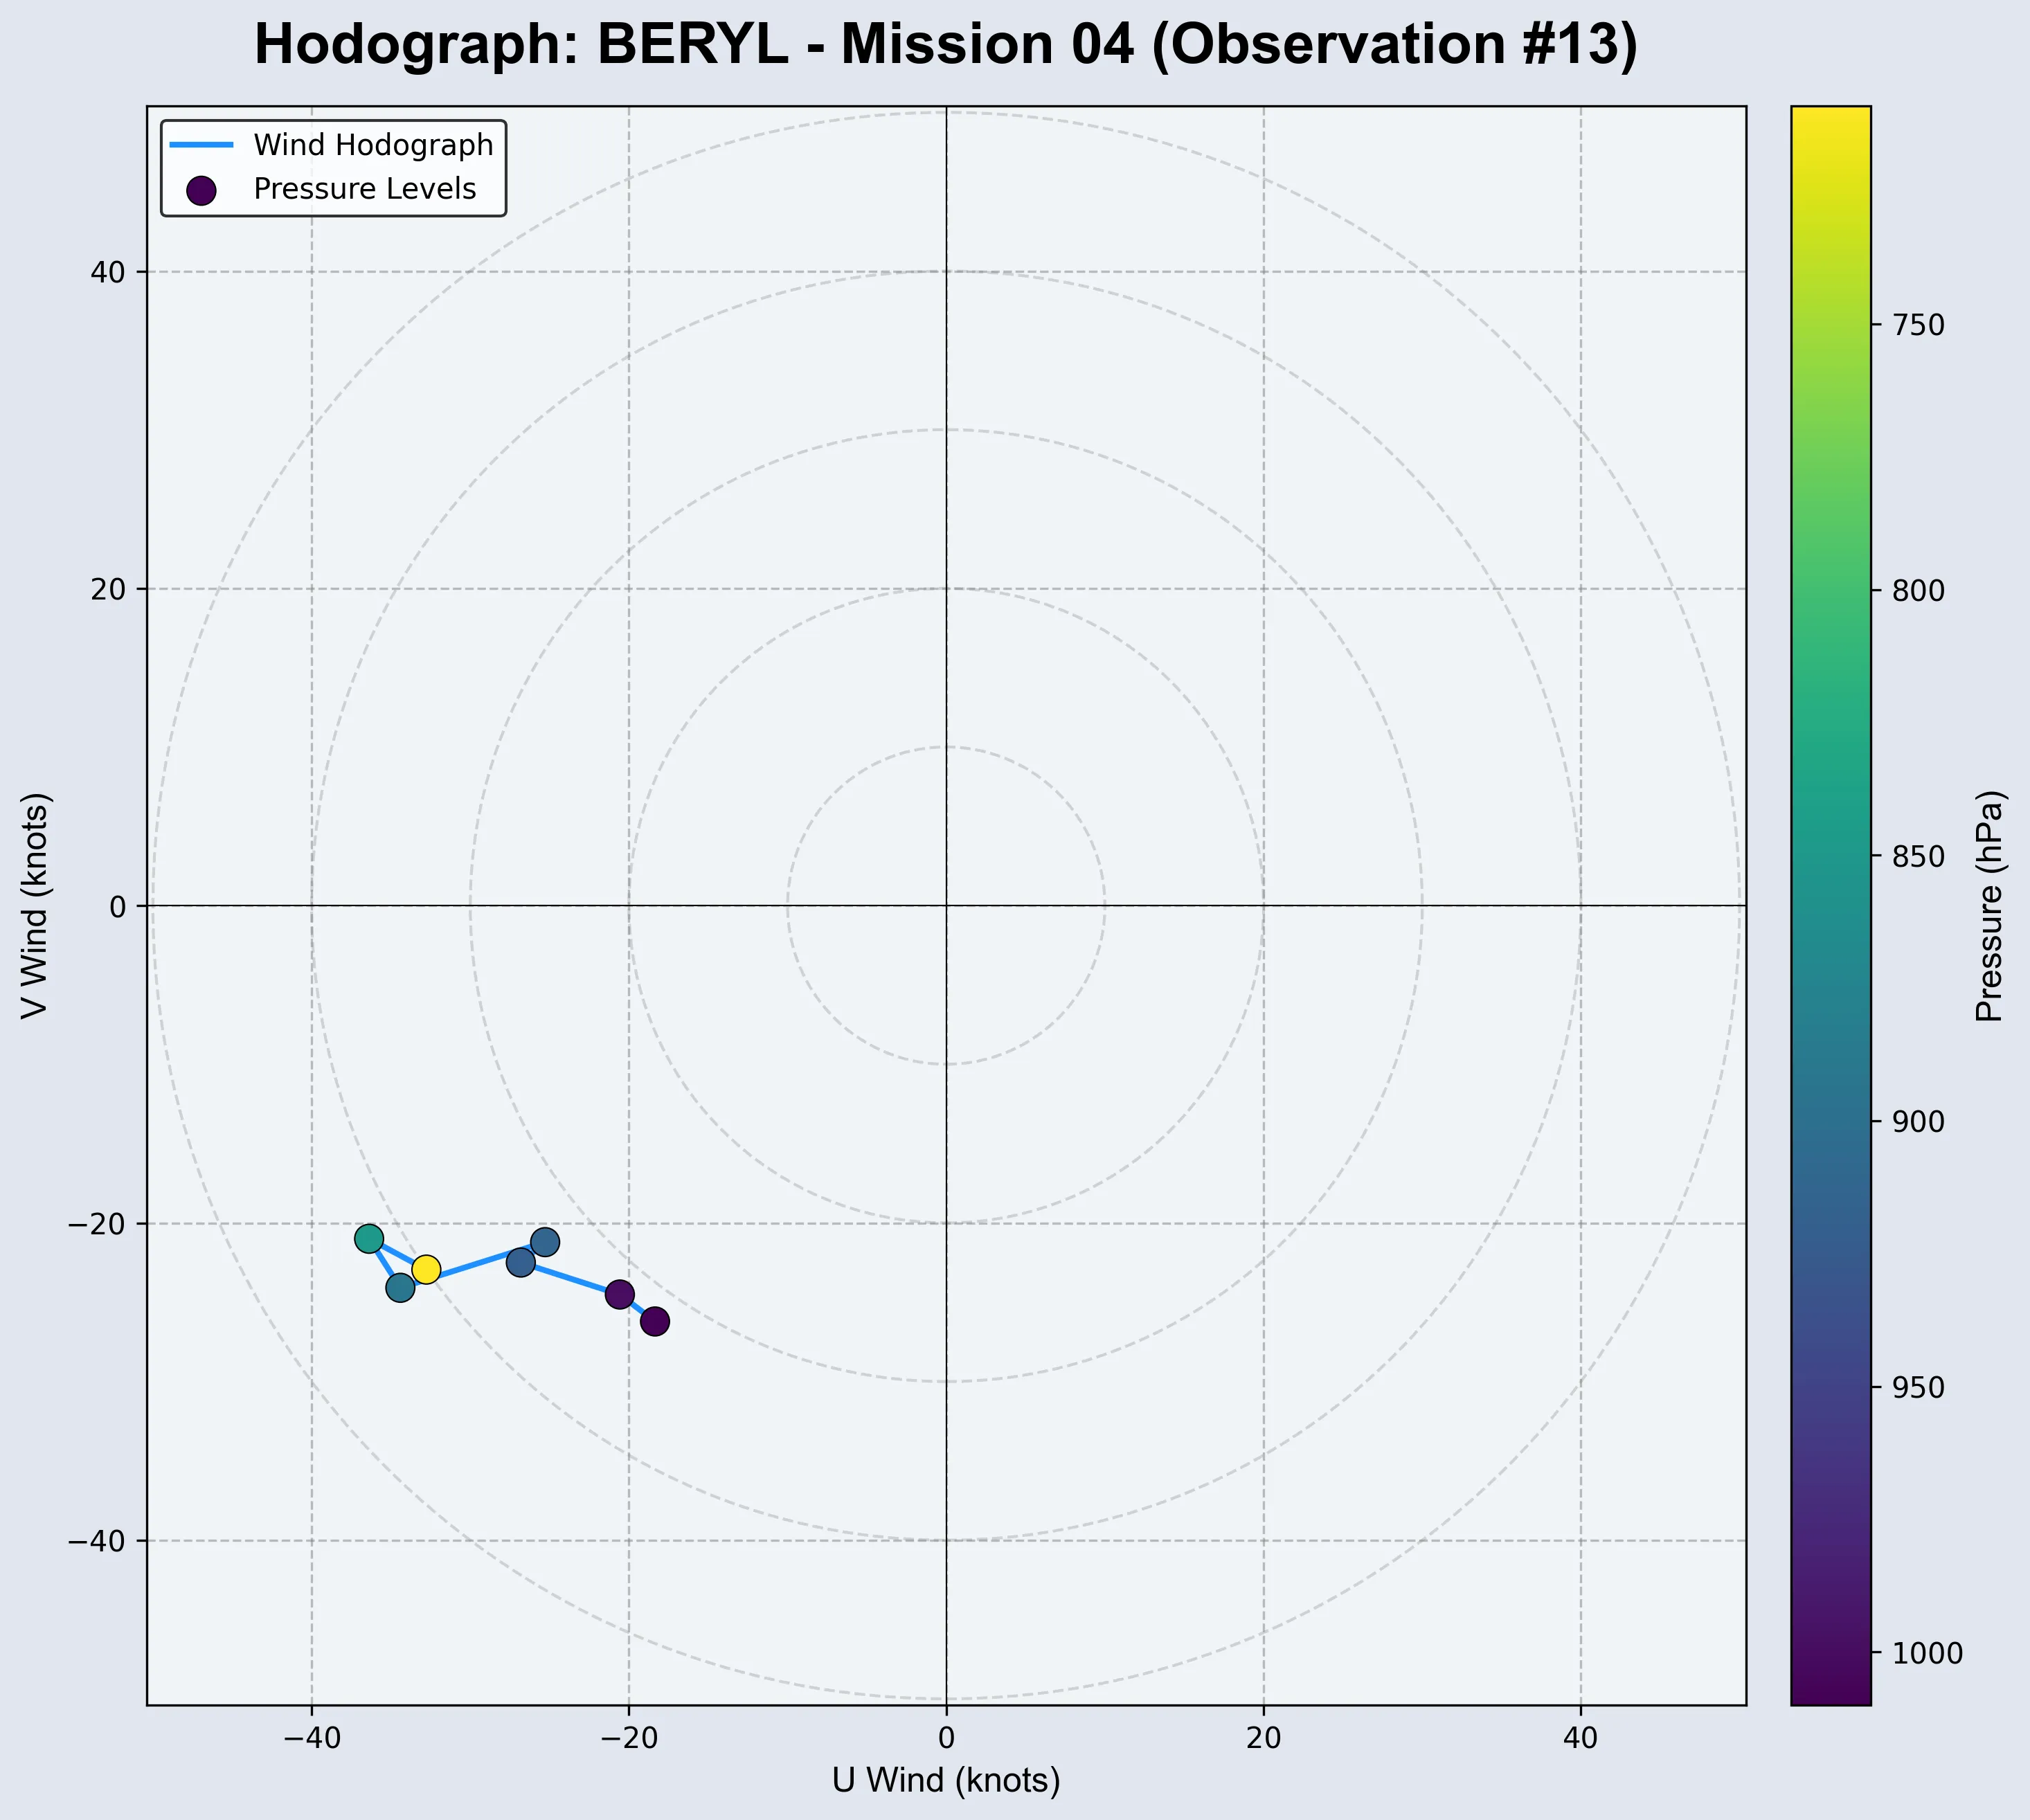 Hodograph: BERYL - Mission 04 (Observation #13)
Wind Hodograph
Pressure Levels
40
20
0
−20
−40
V Wind (knots)
−40
−20
0
20
40
U Wind (knots)
750
800
850
900
950
1000
Pressure (hPa)